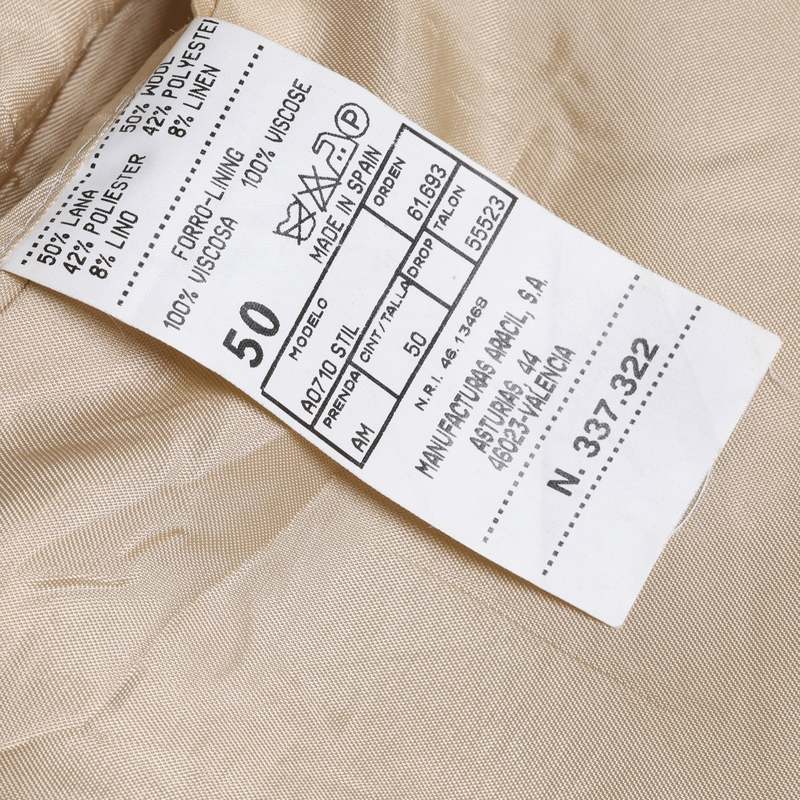 50% WOOL
42% POLYESTER
8% LINEN
50% LANA
42% POLIESTER
8% LINO
FORRO-LINING
100% VISCOSA 100% VISCOSE
50
P
MADE IN SPAIN
MODELO ORDEN
A0710 STIL 61.693
PRENDA CINT/TALLA DROP TALON
AM 50 55523
N.R.I. 46.13468
MANUFACTURAS ARACIL, S.A.
ASTURIAS, 44
46023-VALENCIA
N. 337.322